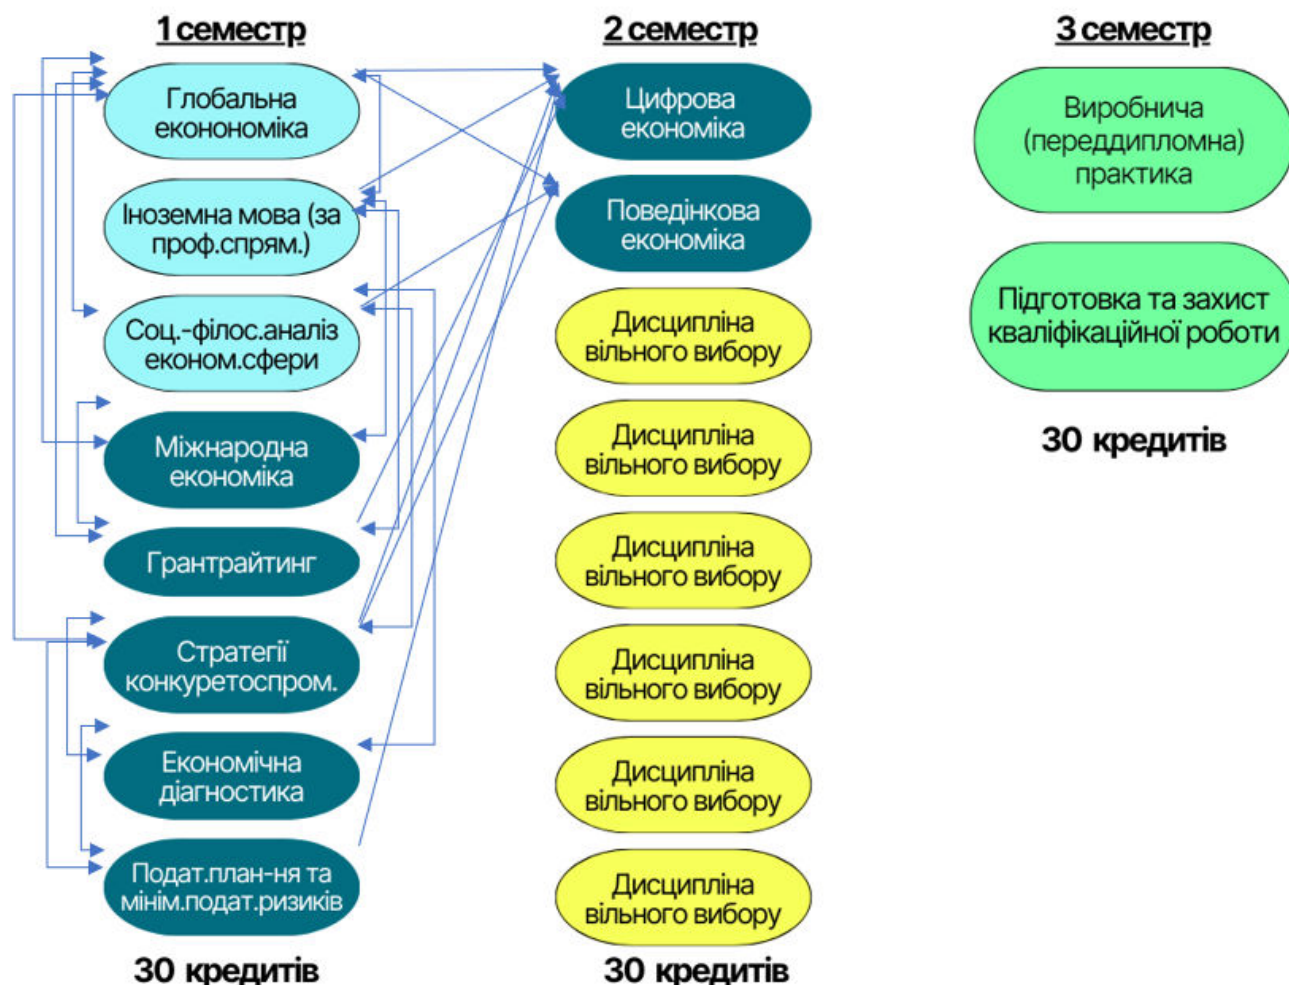 1 семестр
Глобальна
економоміка
Іноземна мова (за
проф.спрям.)
Соц.-філос.аналіз
економ.сфери
Міжнародна
економіка
Грантрайтинг
Стратегії
конкуретоспром.
Економічна
діагностика
Подат.план-ня та
мінім.подат.ризиків
30 кредитів
2 семестр
Цифрова
економіка
Поведінкова
економіка
Дисципліна
вільного вибору
Дисципліна
вільного вибору
Дисципліна
вільного вибору
Дисципліна
вільного вибору
Дисципліна
вільного вибору
Дисципліна
вільного вибору
30 кредитів
3 семестр
Виробнича
(переддипломна)
практика
Підготовка та захист
кваліфікаційної роботи
30 кредитів